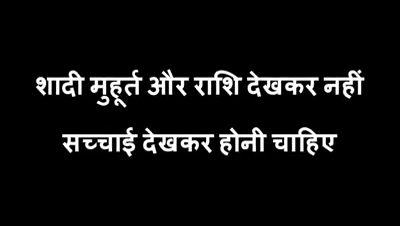 शादी मुहूर्त और राशि देखकर नहीं
सच्चाई देखकर होनी चाहिए